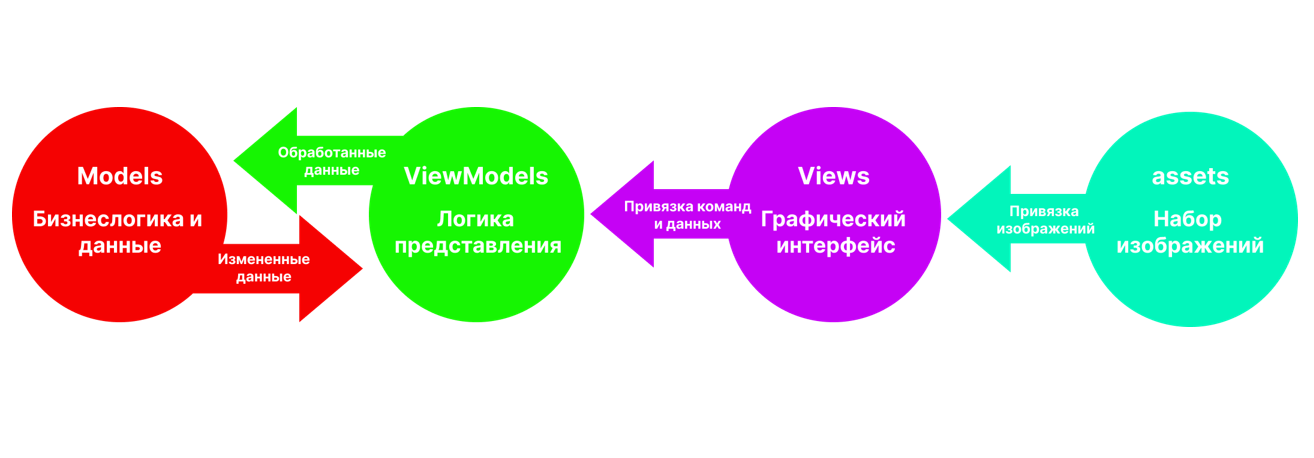 Models
Бизнеслогика и
данные
Обработанные
данные
Измененные
данные
ViewModels
Логика
представления
Привязка команд
и данных
Views
Графический
интерфейс
Привязка
изображений
assets
Набор
изображений